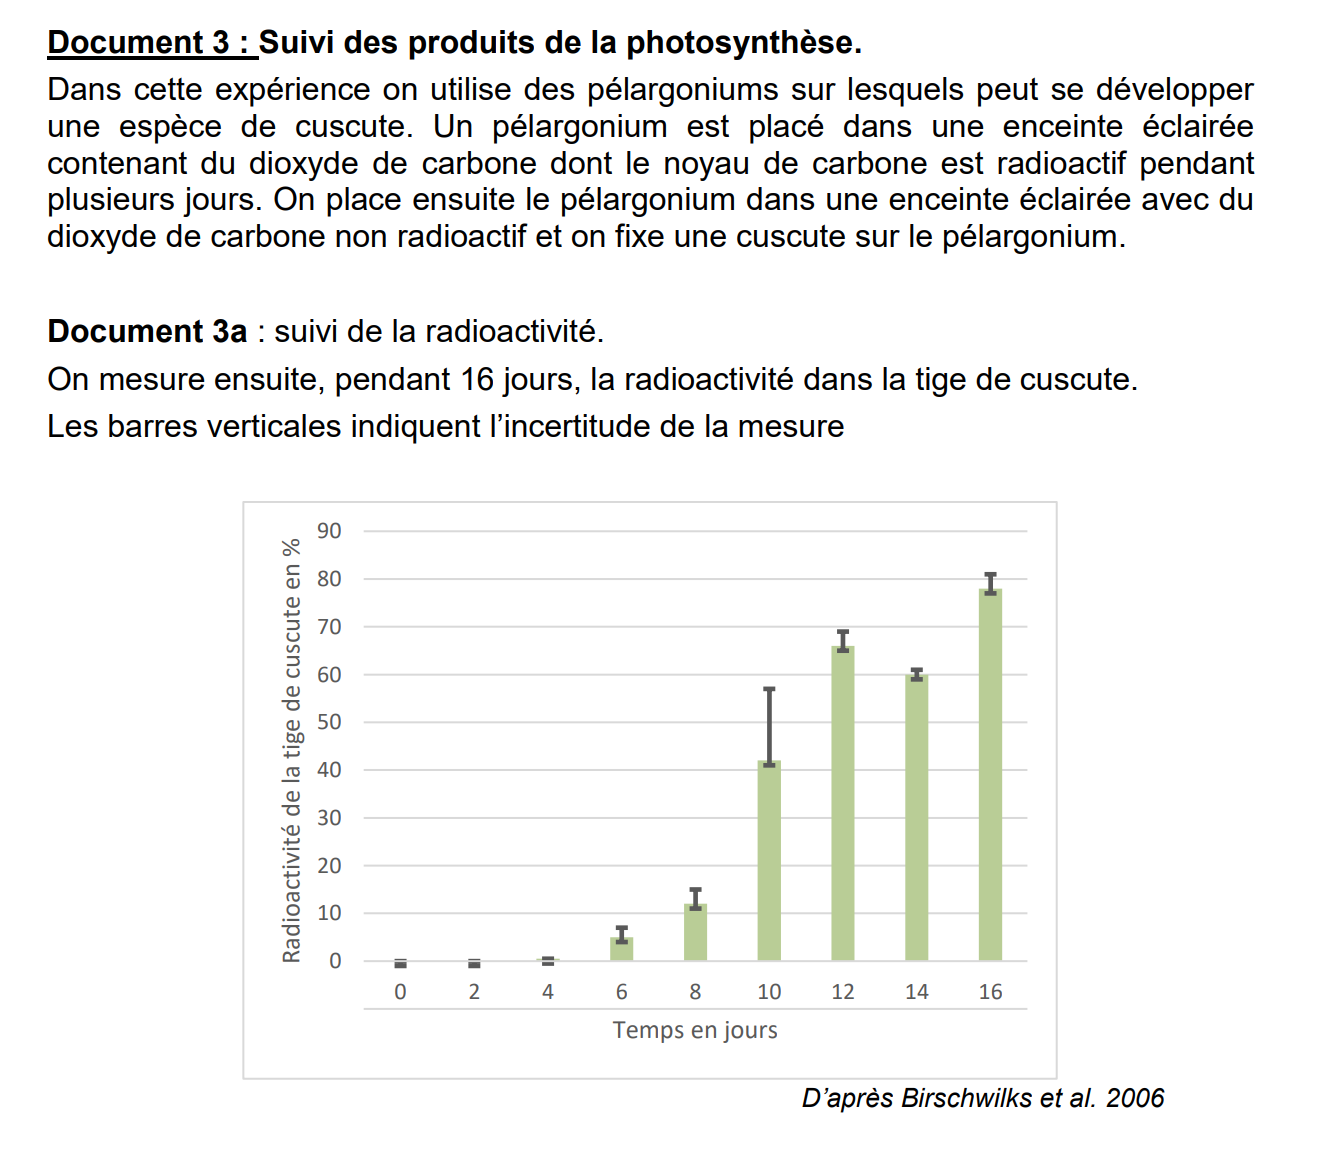 Document 3 : Suivi des produits de la photosynthèse.
Dans cette expérience on utilise des pélargoniums sur lesquels peut se développer
une espèce de cuscute. Un pélargonium est placé dans une enceinte éclairée
contenant du dioxyde de carbone dont le noyau de carbone est radioactif pendant
plusieurs jours. On place ensuite le pélargonium dans une enceinte éclairée avec du
dioxyde de carbone non radioactif et on fixe une cuscute sur le pélargonium.
Document 3a : suivi de la radioactivité.
On mesure ensuite, pendant 16 jours, la radioactivité dans la tige de cuscute.
Les barres verticales indiquent l’incertitude de la mesure
Radioactivité de la tige de cuscute en %
90
80
70
60
50
40
30
20
10
0
0 2 4 6 8 10 12 14 16
Temps en jours
D’après Birschwilks et al. 2006